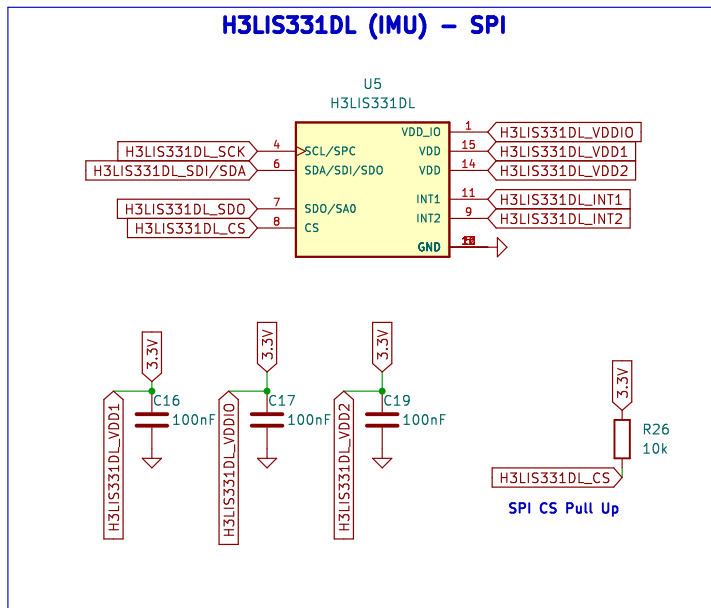 H3LIS331DL (IMU) - SPI
U5
H3LIS331DL
H3LIS331DL_SCK 4 SCL/SPC
H3LIS331DL_SDI/SDA 6 SDA/SDI/SDO
H3LIS331DL_SDO 7 SDO/SA0
H3LIS331DL_CS 8 CS
VDD_IO 1 H3LIS331DL_VDDIO
VDD 15 H3LIS331DL_VDD1
VDD 14 H3LIS331DL_VDD2
INT1 11 H3LIS331DL_INT1
INT2 9 H3LIS331DL_INT2
GND
3.3V
C16
100nF
H3LIS331DL_VDD1
3.3V
C17
100nF
H3LIS331DL_VDDIO
3.3V
C19
100nF
H3LIS331DL_VDD2
3.3V
R26
10k
H3LIS331DL_CS
SPI CS Pull Up